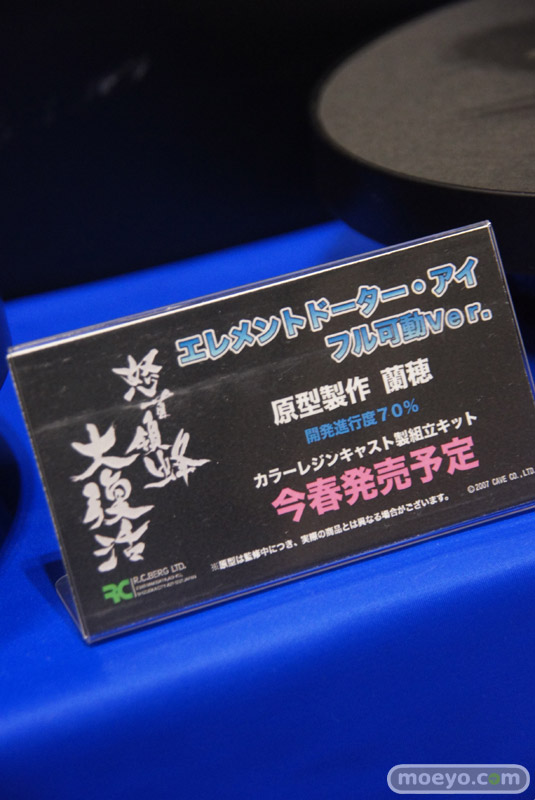 エレメントドーター・アイ
フル可動ver.
怒首領蜂
大復活
原型製作 蘭穂
開発進行度70%
カラーレジンキャスト製組立キット
今春発売予定
©2007 CAVE CO.,LTD.
※原型は監修中につき、実際の商品とは異なる場合がございます。
RC
R.C.BERG LTD.
moeyo.com